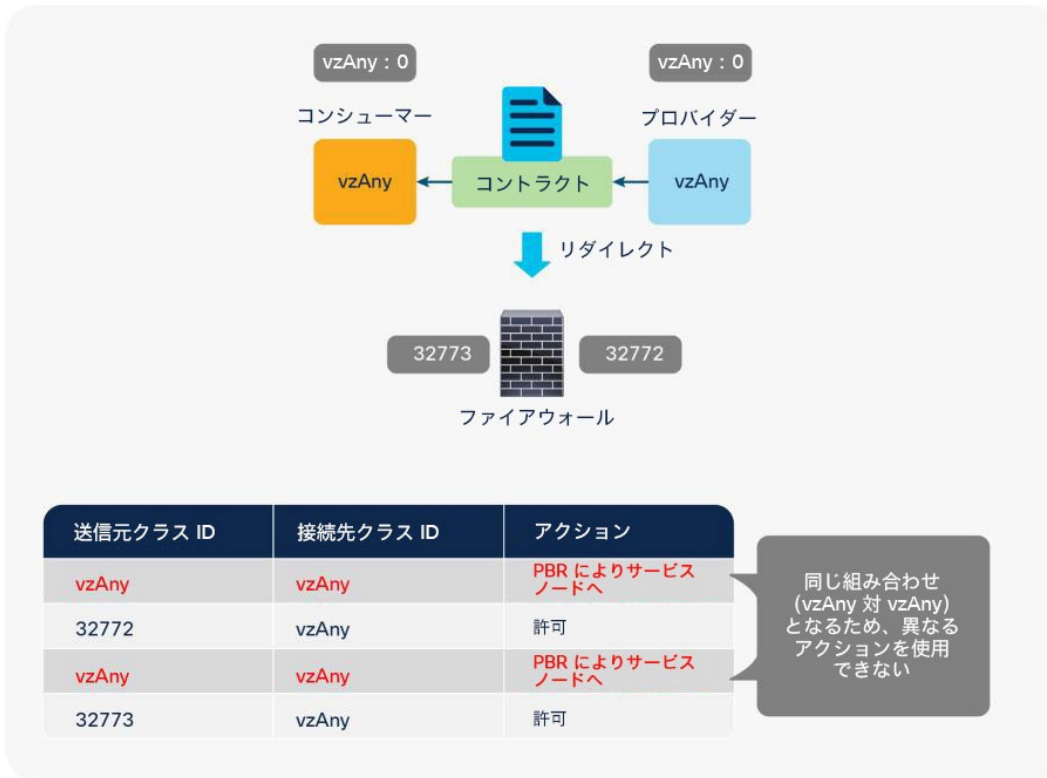 vzAny：0
vzAny：0
コンシューマー
プロバイダー
vzAny
コントラクト
vzAny
リダイレクト
32773
32772
ファイアウォール
送信元クラス ID
接続先クラス ID
アクション
vzAny
vzAny
PBR によりサービス
ノードへ
32772
vzAny
許可
vzAny
vzAny
PBR によりサービス
ノードへ
32773
vzAny
許可
同じ組み合わせ
(vzAny 対 vzAny)
となるため、異なる
アクションを使用
できない